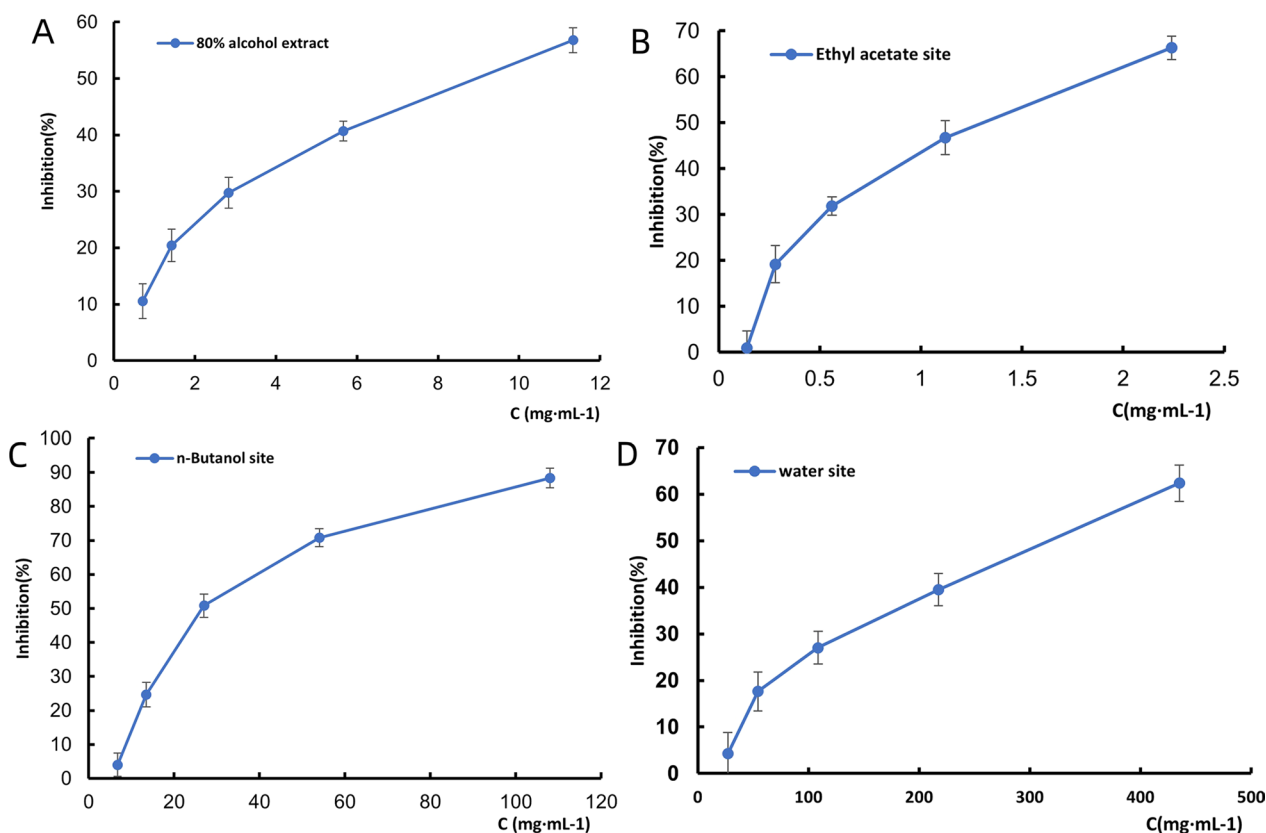 A
80% alcohol extract
Inhibition(%)
60
50
40
30
20
10
0
0 2 4 6 8 10 12
C (mg·mL-1)
B
Ethyl acetate site
Inhibition(%)
70
60
50
40
30
20
10
0
0 0.5 1 1.5 2 2.5
C(mg·mL-1)
C
n-Butanol site
Inhibition(%)
100
90
80
70
60
50
40
30
20
10
0
0 20 40 60 80 100 120
C (mg·mL-1)
D
water site
Inhibition(%)
70
60
50
40
30
20
10
0
0 100 200 300 400 500
C(mg·mL-1)